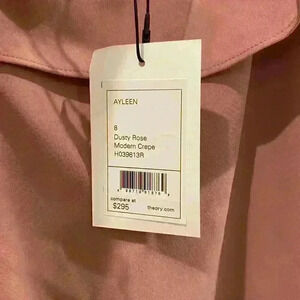 AYLEEN
8
Dusty Rose
Modern Crepe
H039613R
compare at
$295
theory.com